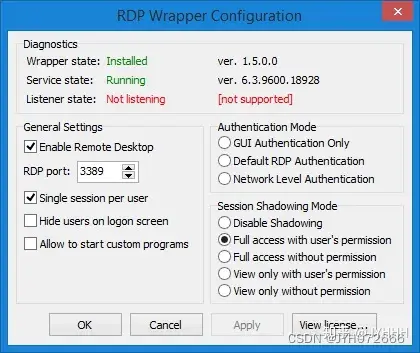 RDP Wrapper Configuration
Diagnostics
Wrapper state: Installed ver. 1.5.0.0
Service state: Running ver. 6.3.9600.18928
Listener state: Not listening [not supported]
General Settings
Enable Remote Desktop
RDP port: 3389
Single session per user
Hide users on logon screen
Allow to start custom programs
Authentication Mode
GUI Authentication Only
Default RDP Authentication
Network Level Authentication
Session Shadowing Mode
Disable Shadowing
Full access with user's permission
Full access without permission
View only with user's permission
View only without permission
OK Cancel Apply View license...
CSDN @JYH072666